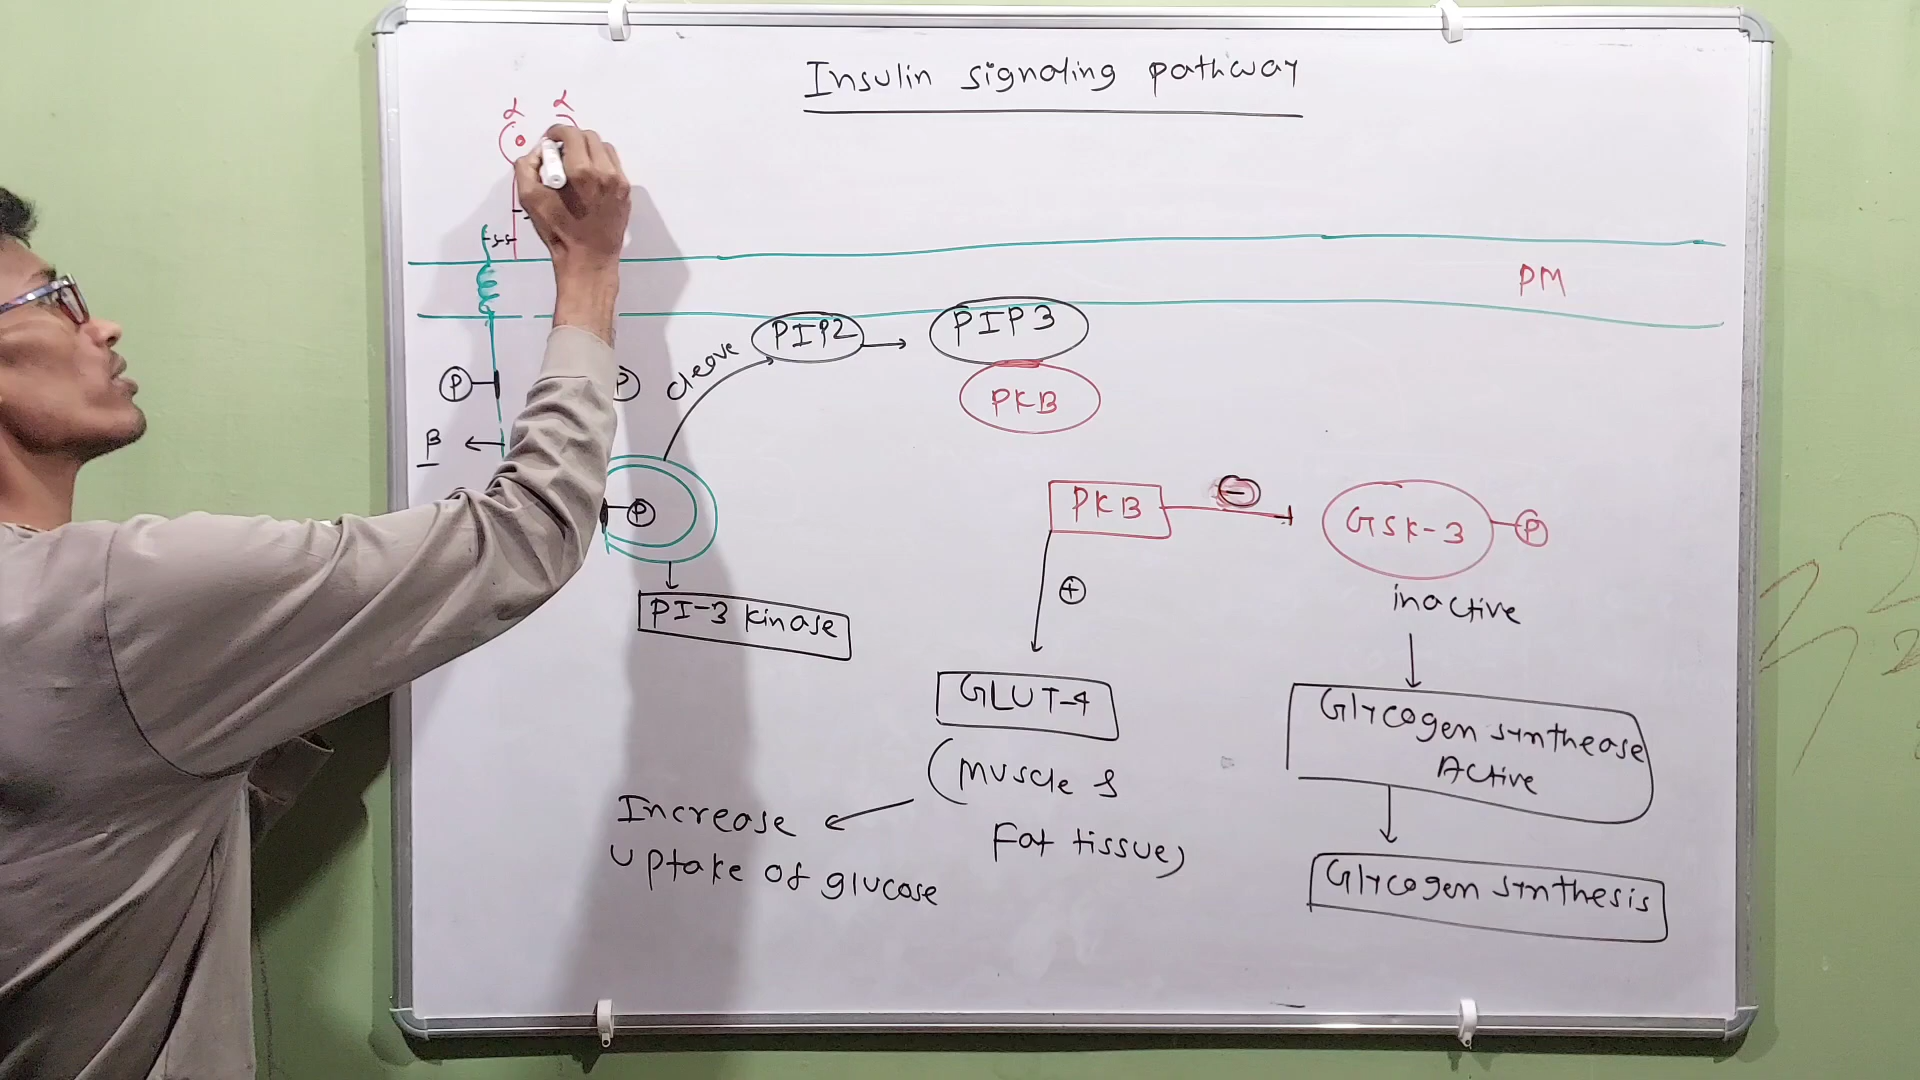 Insulin signaling pathway
α α
s-s
PM
cleave PIP2 PIP3
P P PKB
β
P
PKB - GSK-3 P
+
inactive
PI-3 kinase
GLUT-4
Glycogen synthease
Active
(Muscle &
Fat tissue)
Increase
uptake of glucose
Glycogen synthesis